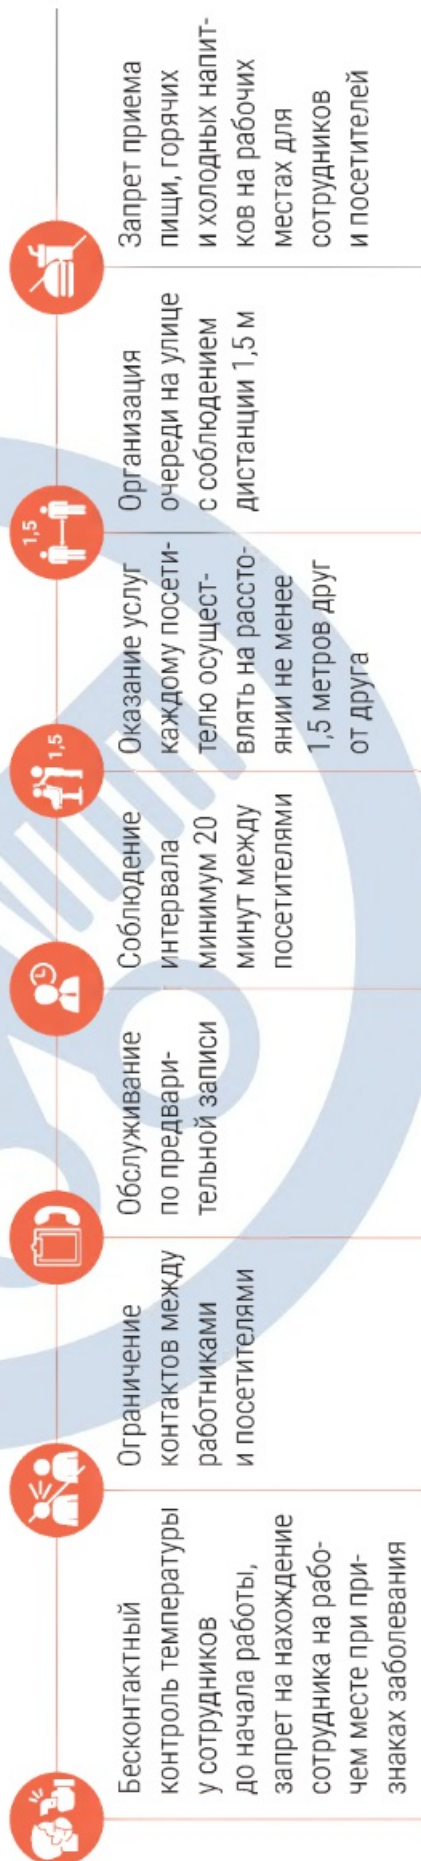 Бесконтактный
контроль температуры
у сотрудников
до начала работы,
запрет на нахождение
сотрудника на рабо-
чем месте при при-
знаках заболевания
Ограничение
контактов между
работниками
и посетителями
Обслуживание
по предвари-
тельной записи
Соблюдение
интервала
минимум 20
минут между
посетителями
1,5
Оказание услуг
каждому посети-
телю осущест-
влять на рассто-
янии не менее
1,5 метров друг
от друга
1,5
Организация
очереди на улице
с соблюдением
дистанции 1,5 м
Запрет приема
пищи, горячих
и холодных напит-
ков на рабочих
местах для
сотрудников
и посетителей